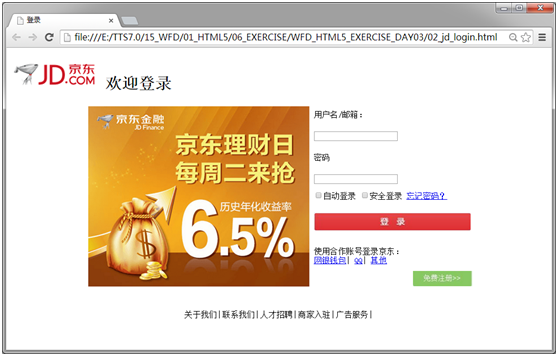 登录
file:///E:/TTS7.0/15_WFD/01_HTML5/06_EXERCISE/WFD_HTML5_EXERCISE_DAY03/02_jd_login.html
JD.COM 京东 欢迎登录
京东金融
JD Finance
京东理财日
每周二来抢
历史年化收益率
6.5%
用户名/邮箱：
密码
自动登录 安全登录 忘记密码？
登 录
使用合作账号登录京东：
网银钱包| qq| 其他
免费注册>>
关于我们| 联系我们| 人才招聘| 商家入驻| 广告服务|